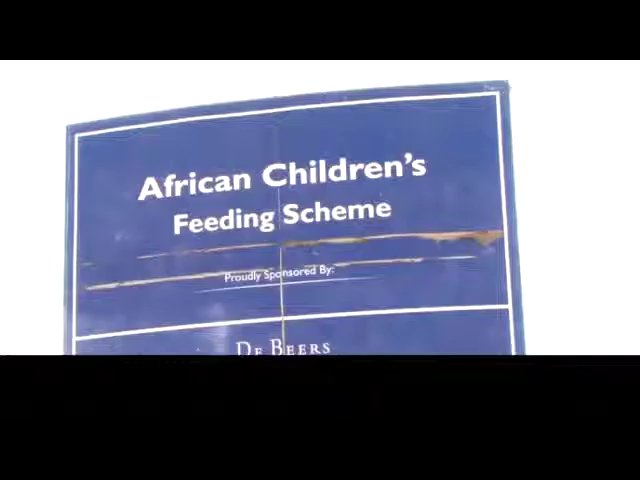 African Children's
Feeding Scheme
Proudly Sponsored By:
DE BEERS